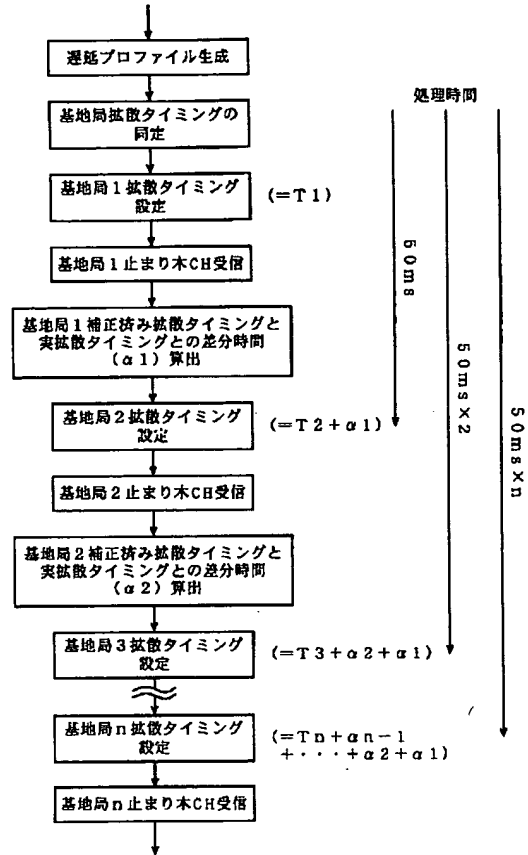 遅延プロファイル生成
処理時間
基地局拡散タイミングの
同定
基地局1拡散タイミング
設定
(=T1)
基地局1止まり木CH受信
基地局1補正済み拡散タイミングと
実拡散タイミングとの差分時間
(α1)算出
50ms
基地局2拡散タイミング
設定
(=T2+α1)
50ms×2
50ms×n
基地局2止まり木CH受信
基地局2補正済み拡散タイミングと
実拡散タイミングとの差分時間
(α2)算出
基地局3拡散タイミング
設定
(=T3+α2+α1)
基地局n拡散タイミング
設定
(=Tn+αn-1
+・・・+α2+α1)
基地局n止まり木CH受信